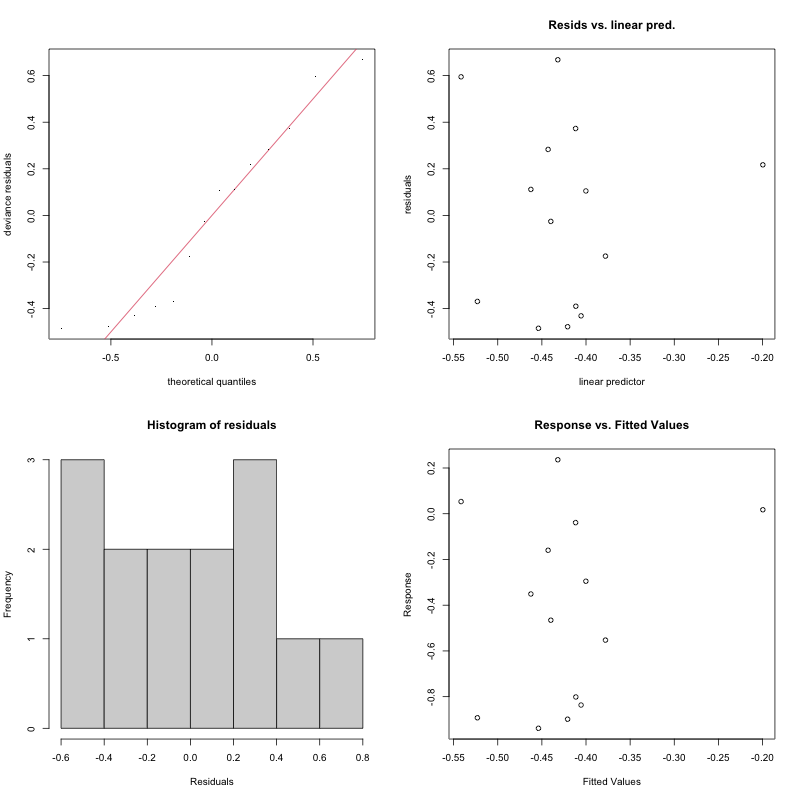 deviance residuals
0.6
0.4
0.2
0.0
-0.2
-0.4
-0.5 0.0 0.5
theoretical quantiles
Resids vs. linear pred.
residuals
0.6
0.4
0.2
0.0
-0.2
-0.4
-0.55 -0.50 -0.45 -0.40 -0.35 -0.30 -0.25 -0.20
linear predictor
Histogram of residuals
Frequency
3
2
1
0
-0.6 -0.4 -0.2 0.0 0.2 0.4 0.6 0.8
Residuals
Response vs. Fitted Values
Response
0.2
0.0
-0.2
-0.4
-0.6
-0.8
-0.55 -0.50 -0.45 -0.40 -0.35 -0.30 -0.25 -0.20
Fitted Values